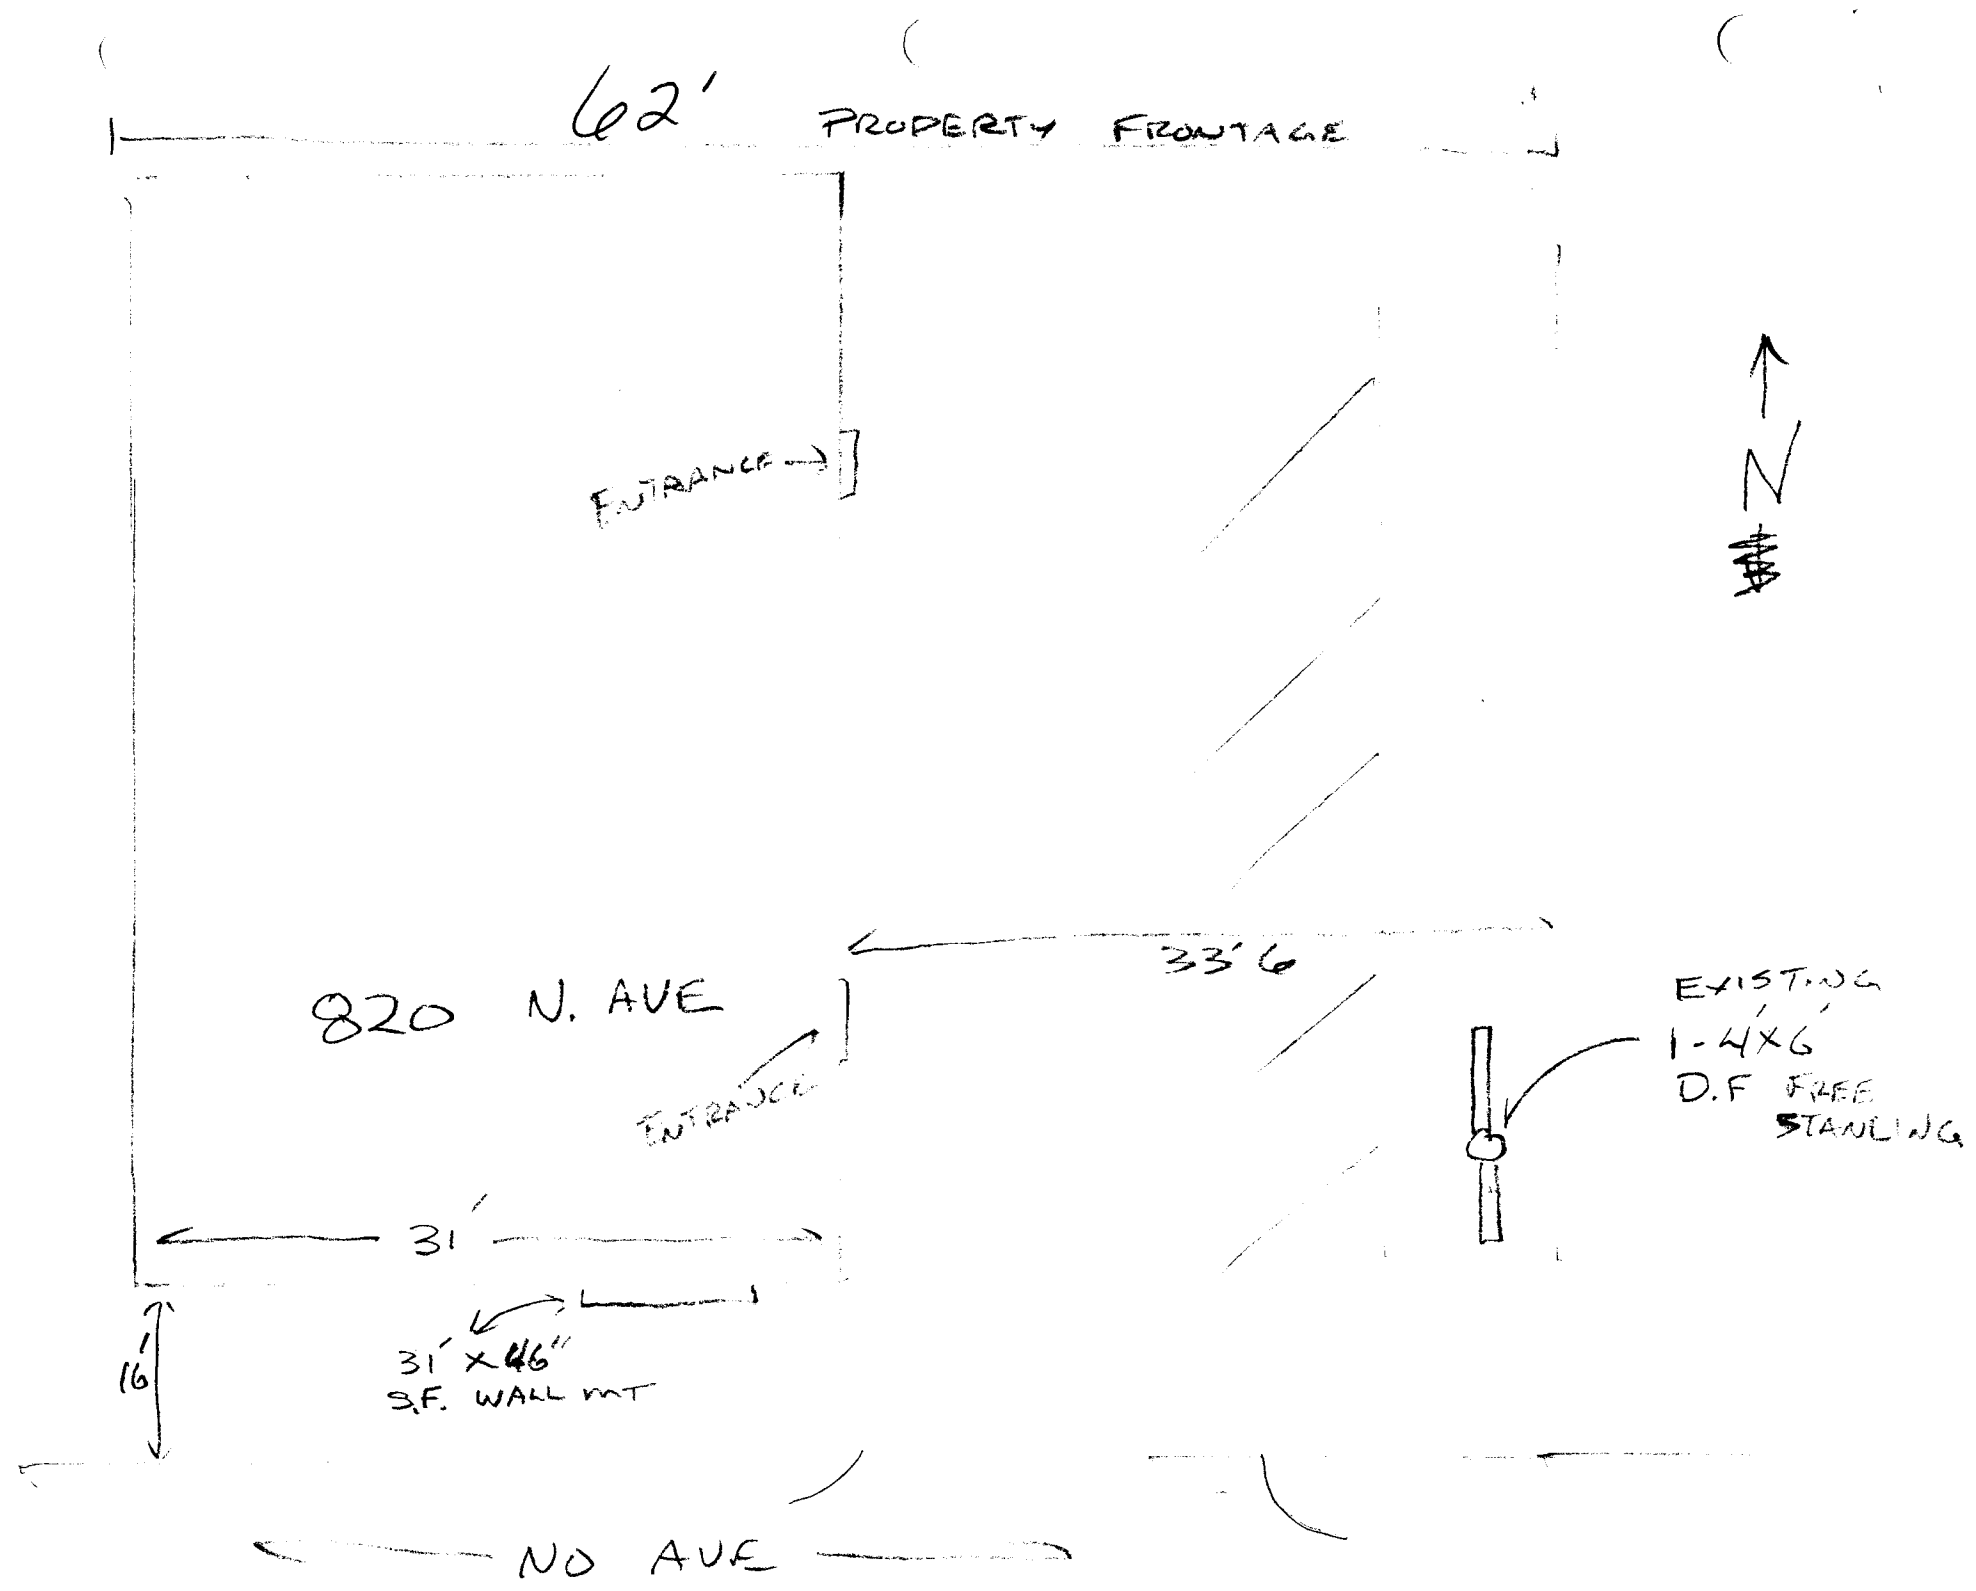 62' PROPERTY FRONTAGE
N
ENTRANCE
33'6
820 N. AVE
EXISTING
1-4'X6'
D.F FREE
STANDING
ENTRANCE
31'
31' X 46"
S.F. WALL MT
16'
NO AVE